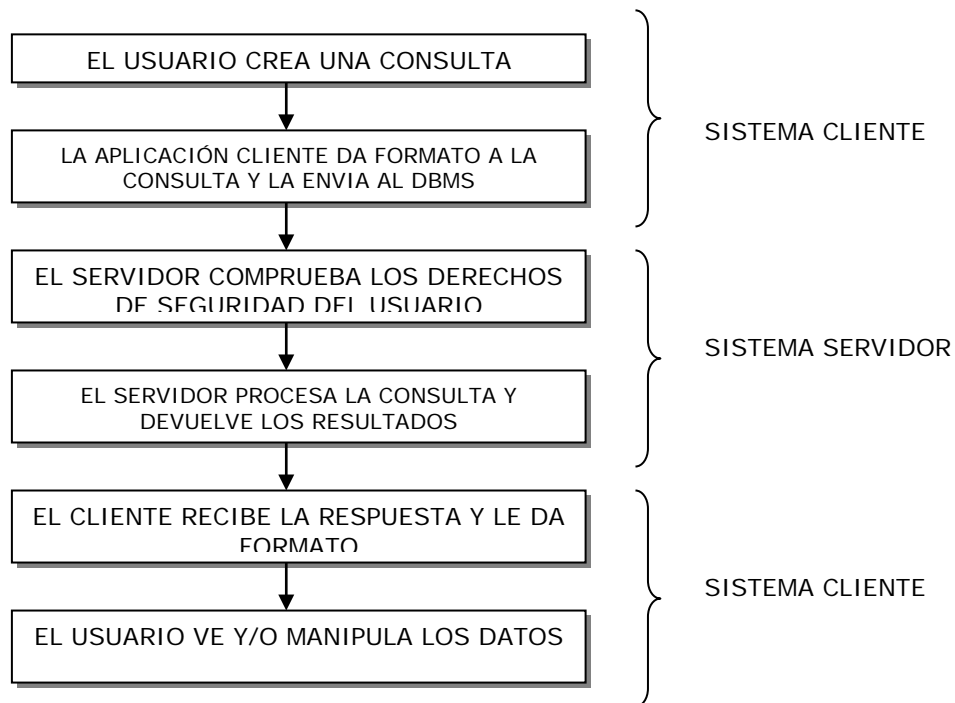 EL USUARIO CREA UNA CONSULTA
LA APLICACIÓN CLIENTE DA FORMATO A LA
CONSULTA Y LA ENVIA AL DBMS
SISTEMA CLIENTE
EL SERVIDOR COMPRUEBA LOS DERECHOS
DE SEGURIDAD DEL USUARIO
EL SERVIDOR PROCESA LA CONSULTA Y
DEVUELVE LOS RESULTADOS
SISTEMA SERVIDOR
EL CLIENTE RECIBE LA RESPUESTA Y LE DA
FORMATO
EL USUARIO VE Y/O MANIPULA LOS DATOS
SISTEMA CLIENTE